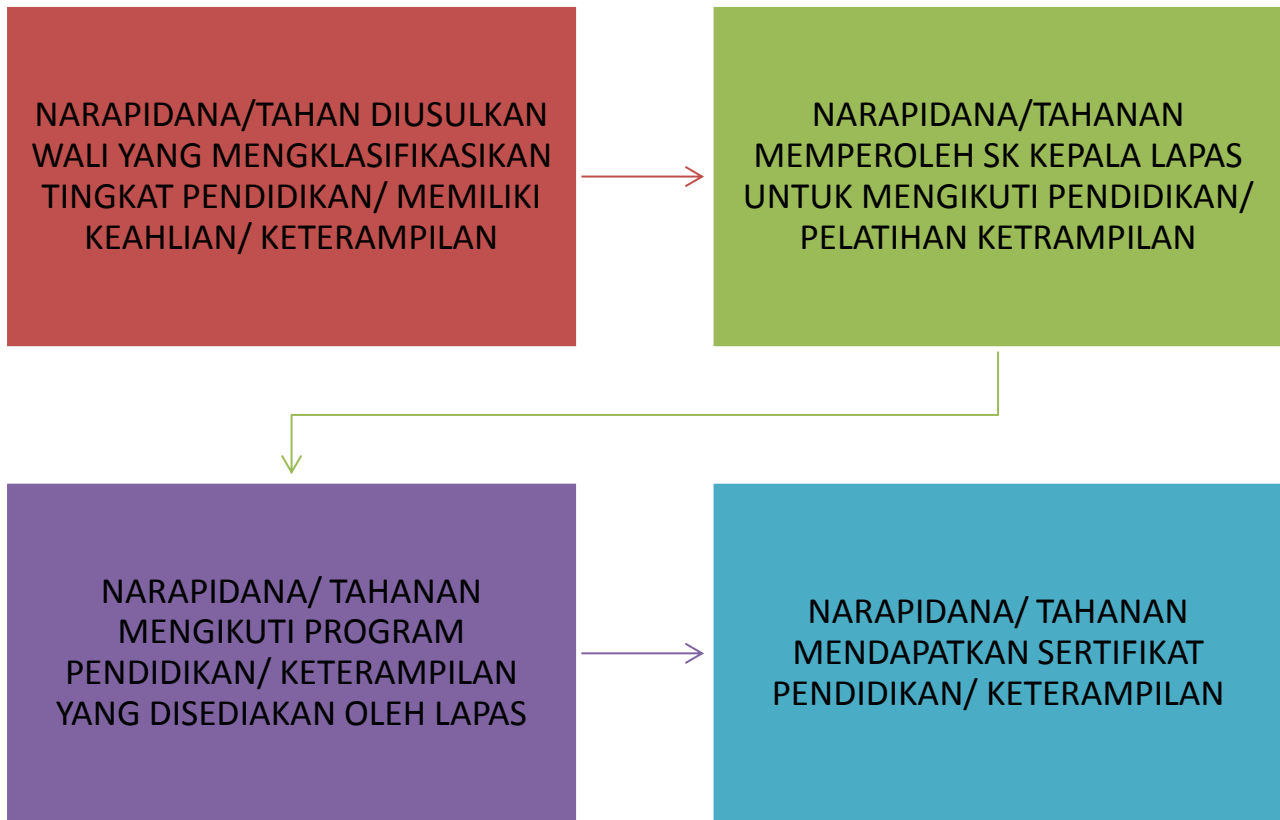 NARAPIDANA/TAHAN DIUSULKAN
WALI YANG MENGKLASIFIKASIKAN
TINGKAT PENDIDIKAN/ MEMILIKI
KEAHLIAN/ KETERAMPILAN
NARAPIDANA/TAHANAN
MEMPEROLEH SK KEPALA LAPAS
UNTUK MENGIKUTI PENDIDIKAN/
PELATIHAN KETRAMPILAN
NARAPIDANA/ TAHANAN
MENGIKUTI PROGRAM
PENDIDIKAN/ KETERAMPILAN
YANG DISEDIAKAN OLEH LAPAS
NARAPIDANA/ TAHANAN
MENDAPATKAN SERTIFIKAT
PENDIDIKAN/ KETERAMPILAN